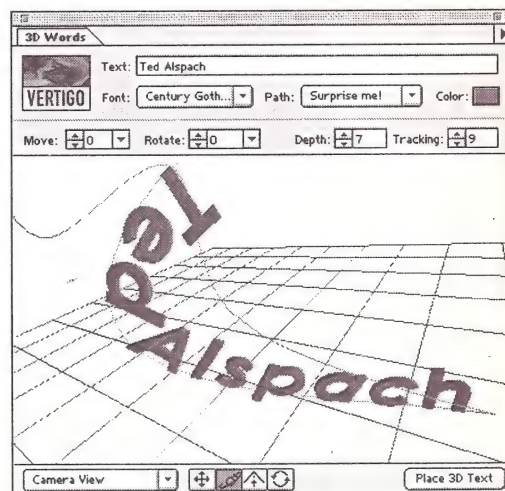 3D Words
Text: Ted Alspach
VERTIGO
Font: Century Goth... Path: Surprise me! Color:
Move: 0 Rotate: 0 Depth: 7 Tracking: 9
Ted
Alspach
Camera View Place 3D Text